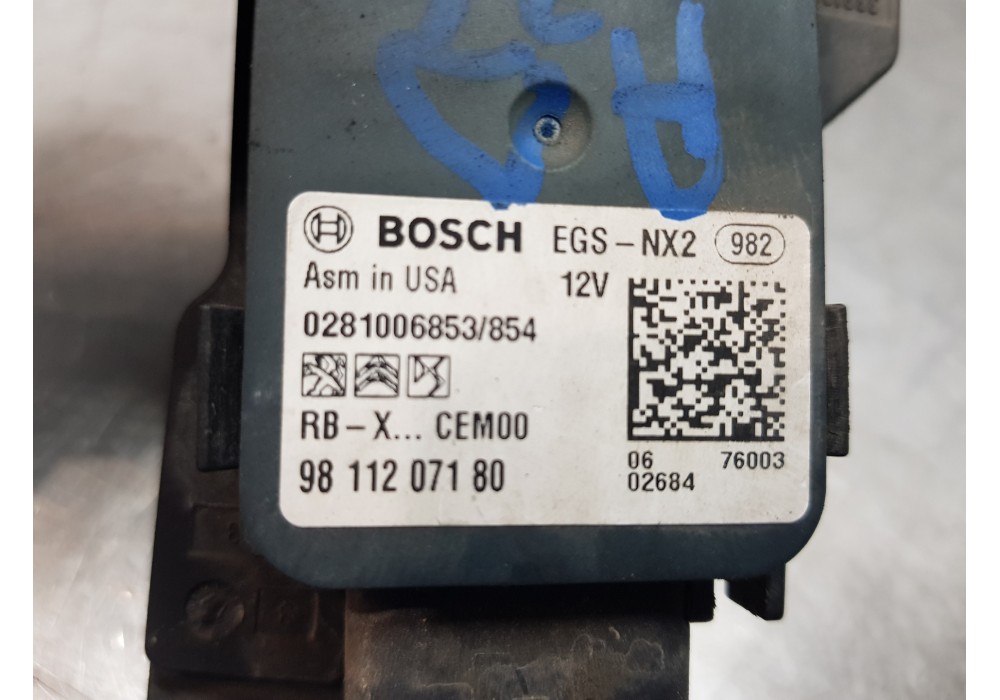 BOSCH EGS-NX2 982
Asm in USA 12V
0281006853/854
RB-X... CEM00
98 112 071 80
06 76003
02684